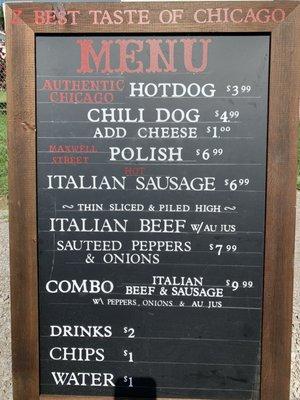 BEST TASTE OF CHICAGO
MENU
AUTHENTIC CHICAGO HOTDOG $3.99
CHILI DOG $4.99
ADD CHEESE $1.00
MAXWELL STREET POLISH $6.99
HOT
ITALIAN SAUSAGE $6.99
~ THIN SLICED & PILED HIGH ~
ITALIAN BEEF W/ AU JUS
SAUTEED PEPPERS & ONIONS $7.99
COMBO ITALIAN BEEF & SAUSAGE $9.99
W/ PEPPERS, ONIONS & AU JUS
DRINKS $2
CHIPS $1
WATER $1